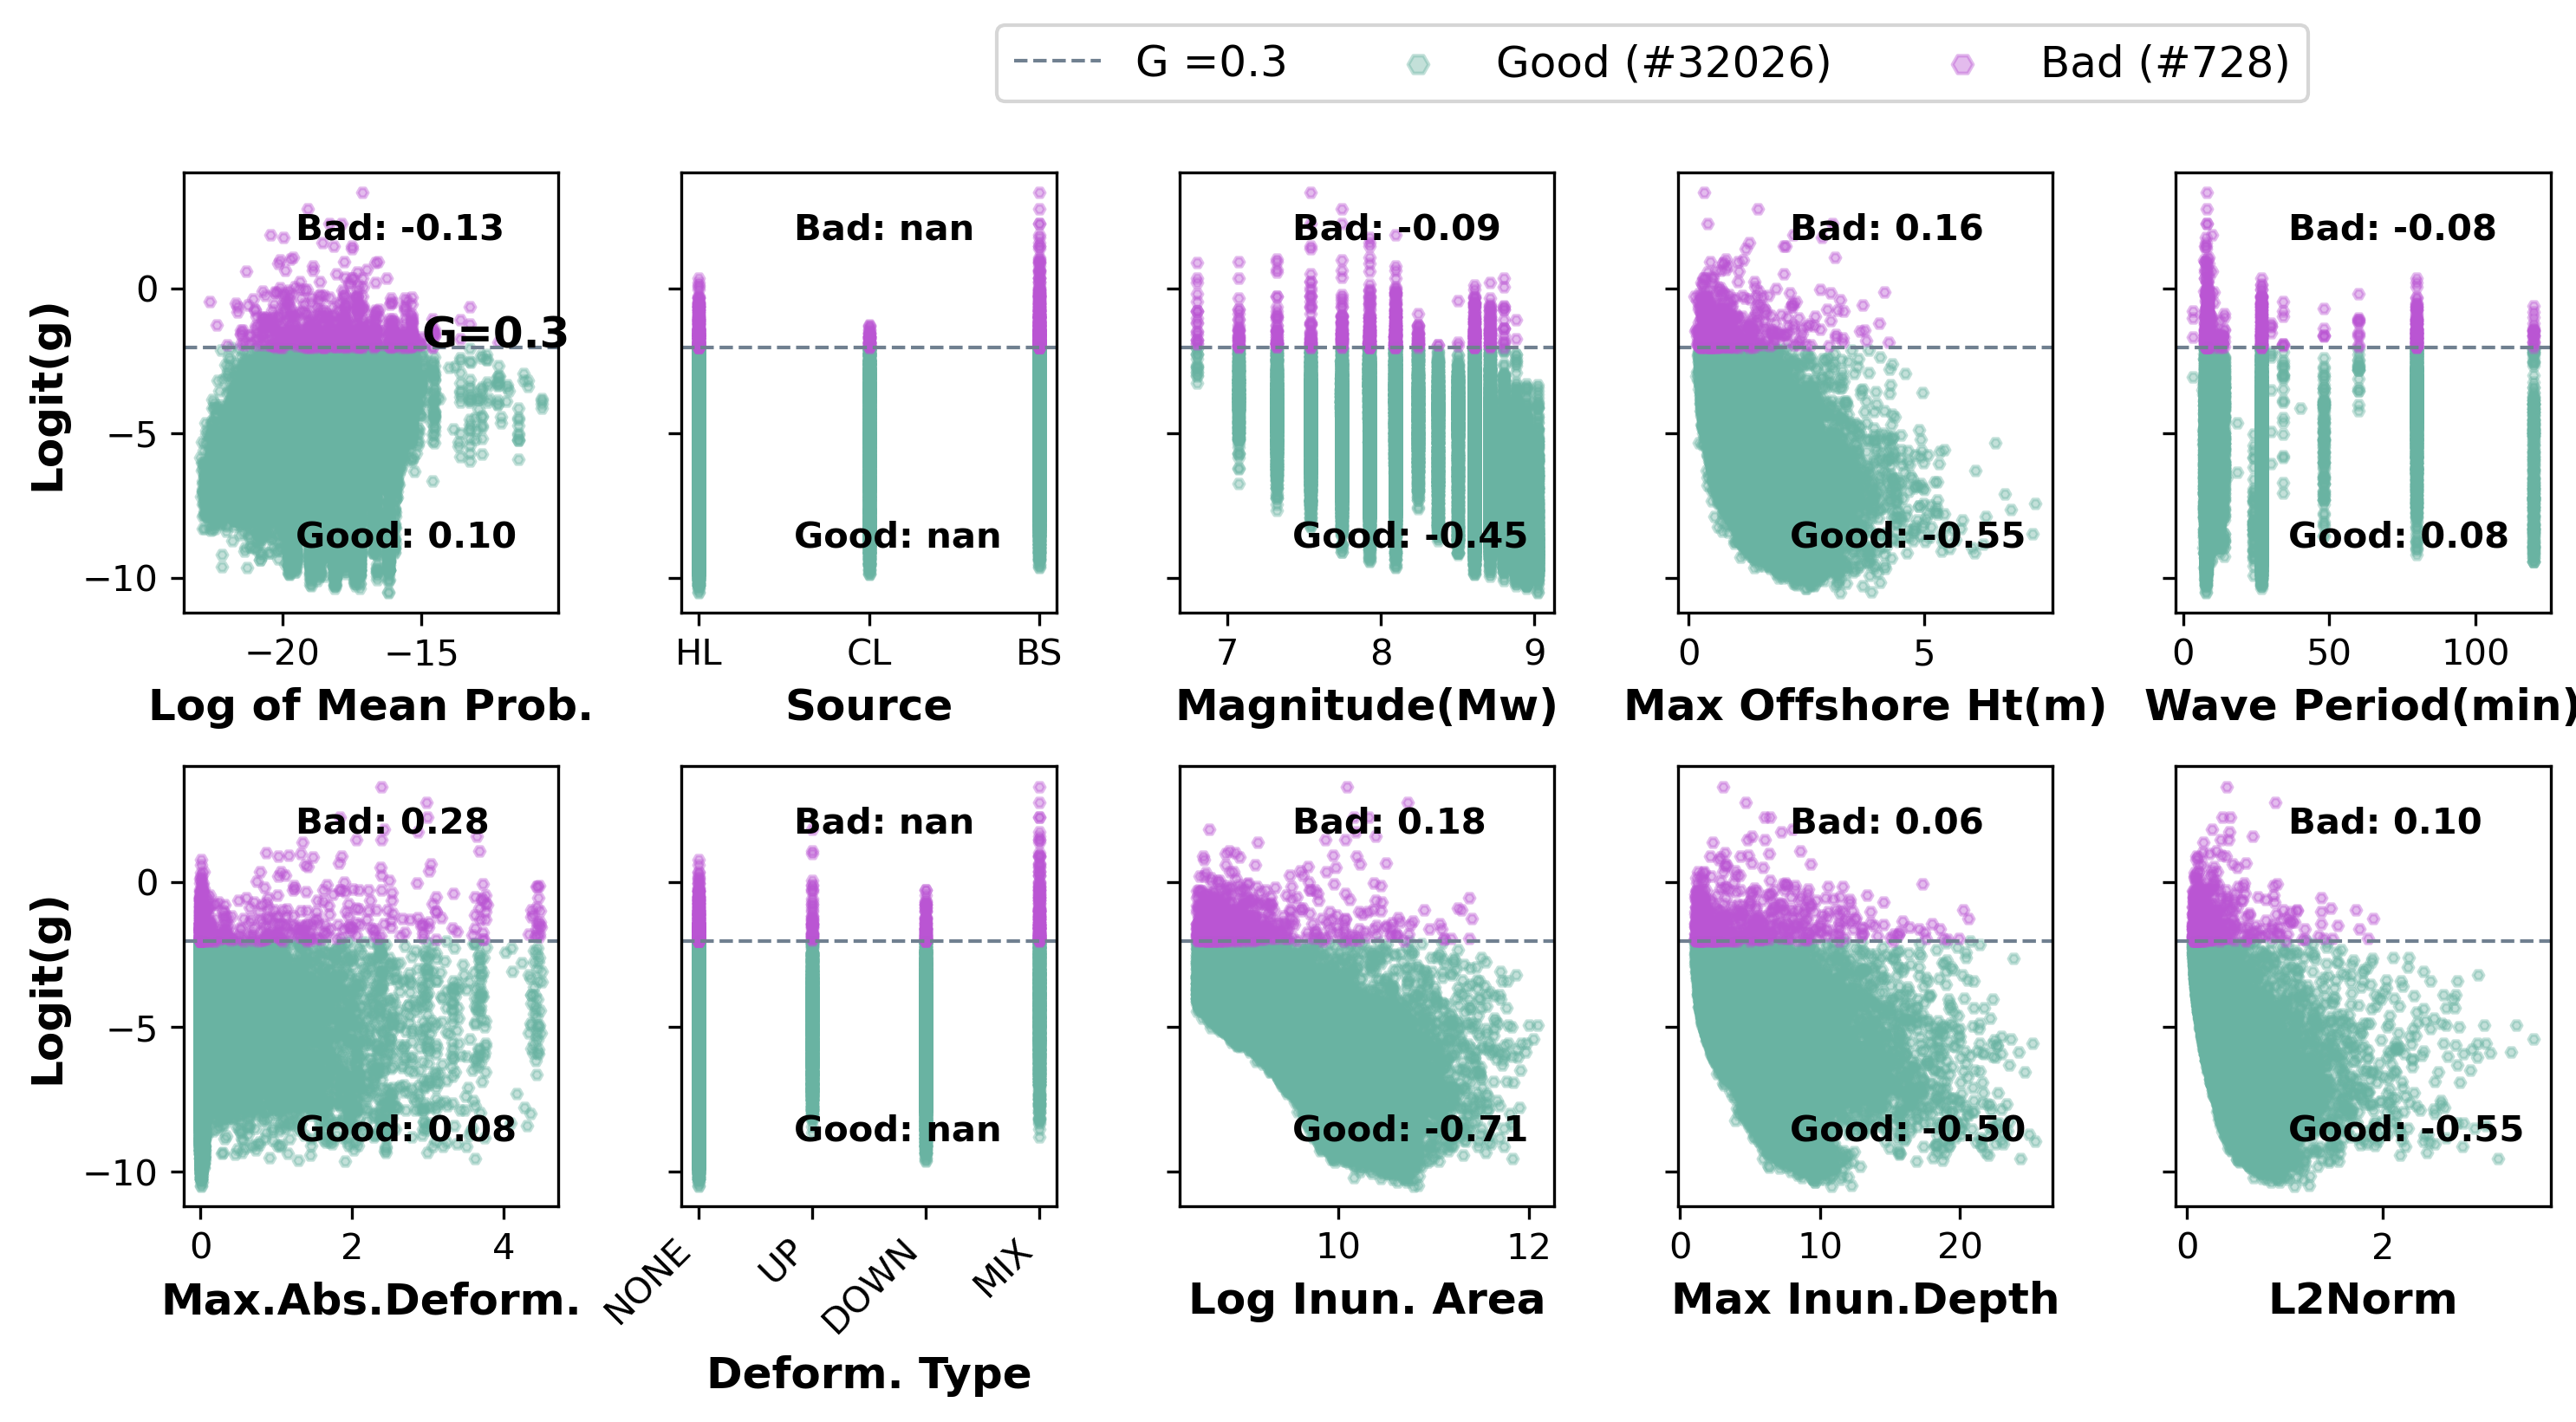 G =0.3 Good (#32026) Bad (#728)
Logit(g)
0
−5
−10
Bad: -0.13
G=0.3
Good: 0.10
−20 −15
Log of Mean Prob.
Bad: nan
Good: nan
HL CL BS
Source
Bad: -0.09
Good: -0.45
7 8 9
Magnitude(Mw)
Bad: 0.16
Good: -0.55
0 5
Max Offshore Ht(m)
Bad: -0.08
Good: 0.08
0 50 100
Wave Period(min)
Logit(g)
0
−5
−10
Bad: 0.28
Good: 0.08
0 2 4
Max.Abs.Deform.
Bad: nan
Good: nan
NONE UP DOWN MIX
Deform. Type
Bad: 0.18
Good: -0.71
10 12
Log Inun. Area
Bad: 0.06
Good: -0.50
0 10 20
Max Inun.Depth
Bad: 0.10
Good: -0.55
0 2
L2Norm